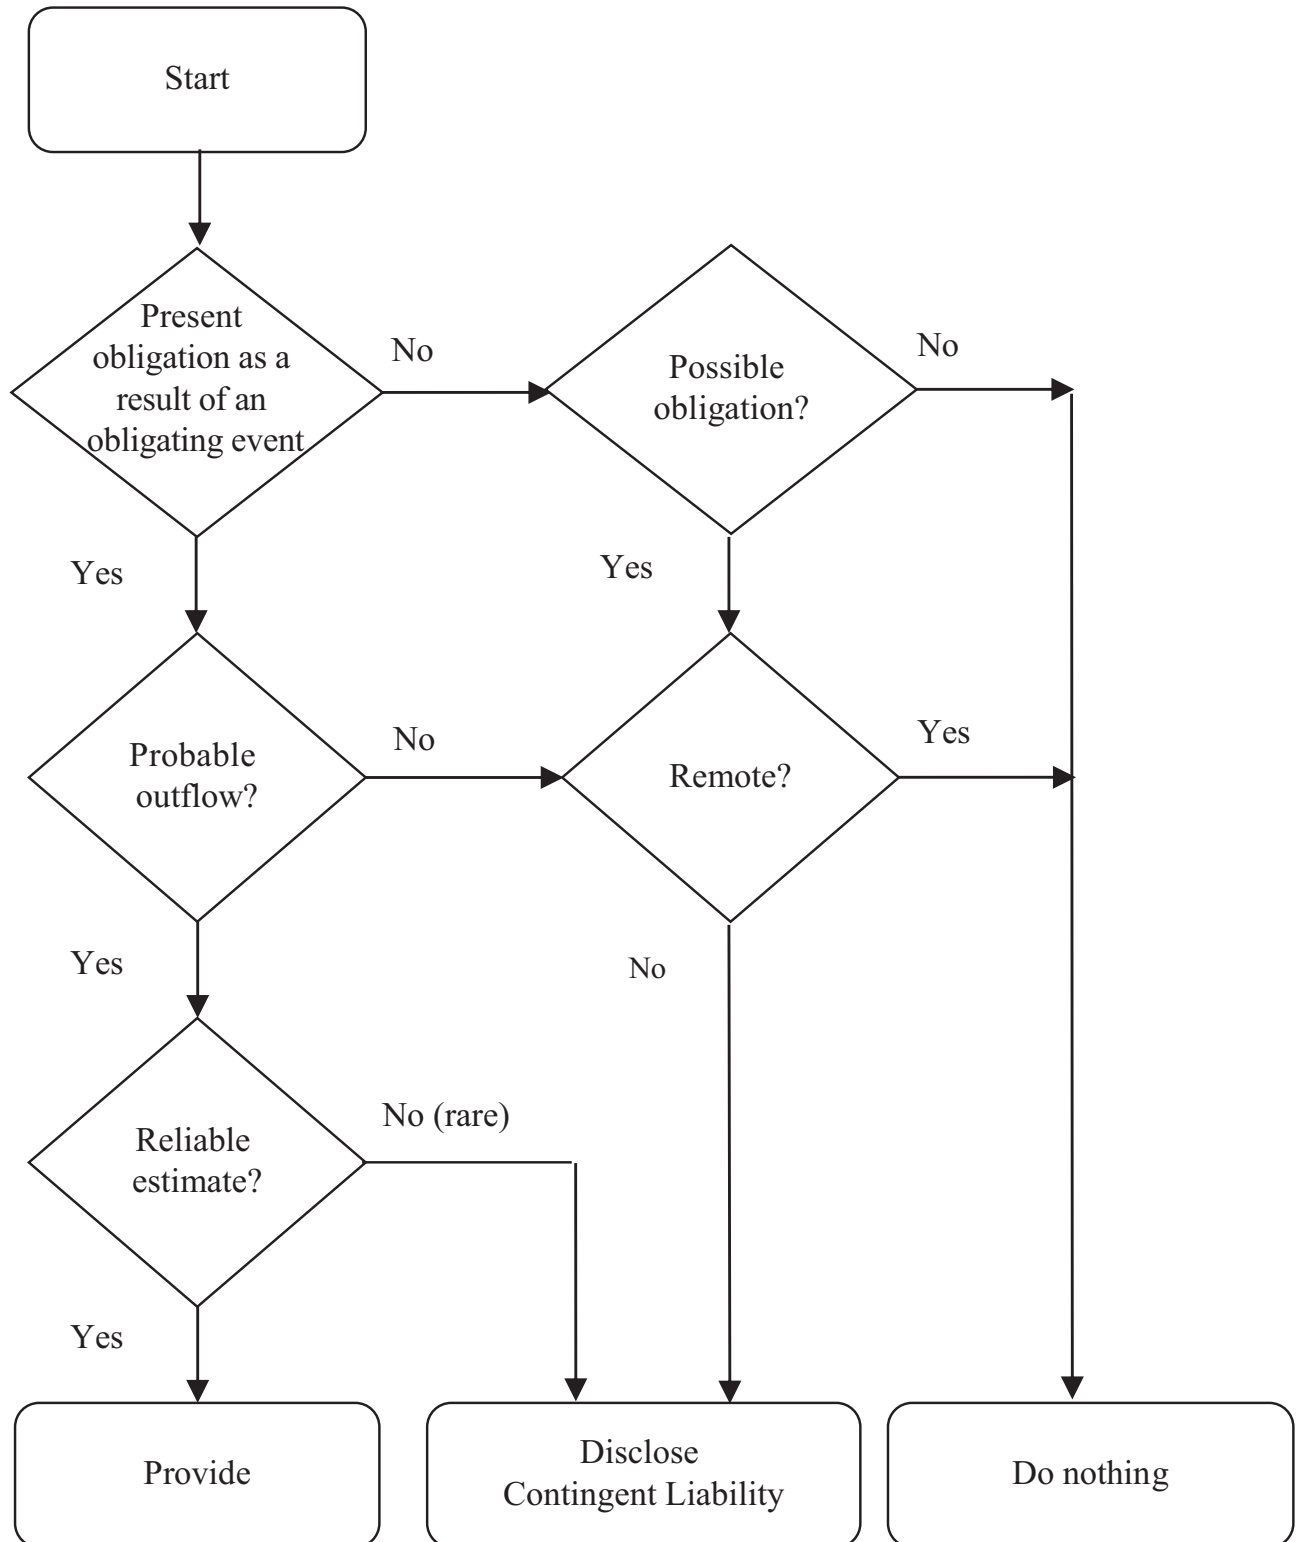 Start
Present
obligation as a
result of an
obligating event
No
Possible
obligation?
No
Yes
Yes
Probable
outflow?
No
Remote?
Yes
Yes
No
Reliable
estimate?
No (rare)
Yes
Provide
Disclose
Contingent Liability
Do nothing